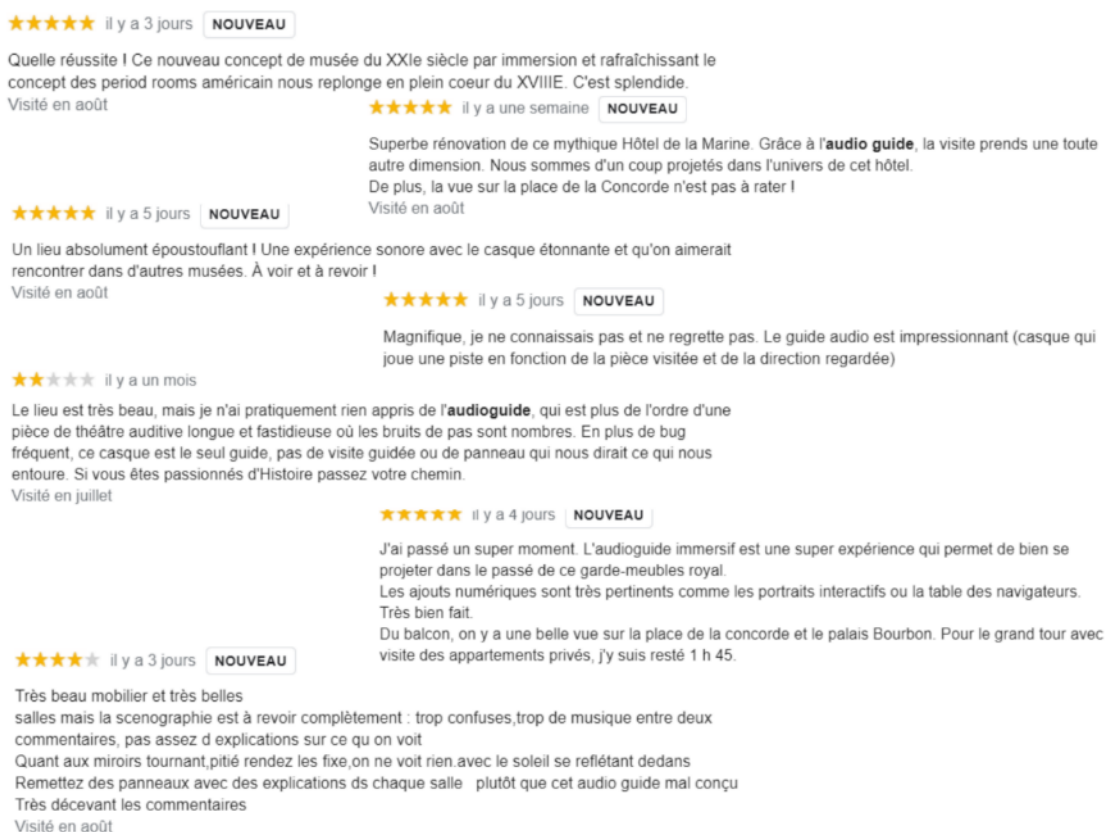 il y a 3 jours NOUVEAU
Quelle réussite ! Ce nouveau concept de musée du XXIe siècle par immersion et rafraîchissant le
concept des period rooms américain nous replonge en plein coeur du XVIIIE. C'est splendide.
Visité en août
il y a une semaine NOUVEAU
Superbe rénovation de ce mythique Hôtel de la Marine. Grâce à l'audio guide, la visite prends une toute
autre dimension. Nous sommes d'un coup projetés dans l'univers de cet hôtel.
De plus, la vue sur la place de la Concorde n'est pas à rater !
Visité en août
il y a 5 jours NOUVEAU
Un lieu absolument époustouflant ! Une expérience sonore avec le casque étonnante et qu'on aimerait
rencontrer dans d'autres musées. À voir et à revoir !
Visité en août
il y a 5 jours NOUVEAU
Magnifique, je ne connaissais pas et ne regrette pas. Le guide audio est impressionnant (casque qui
joue une piste en fonction de la pièce visitée et de la direction regardée)
il y a un mois
Le lieu est très beau, mais je n'ai pratiquement rien appris de l'audioguide, qui est plus de l'ordre d'une
pièce de théâtre auditive longue et fastidieuse où les bruits de pas sont nombres. En plus de bug
fréquent, ce casque est le seul guide, pas de visite guidée ou de panneau qui nous dirait ce qui nous
entoure. Si vous êtes passionnés d'Histoire passez votre chemin.
Visité en juillet
il y a 4 jours NOUVEAU
J'ai passé un super moment. L'audioguide immersif est une super expérience qui permet de bien se
projeter dans le passé de ce garde-meubles royal.
Les ajouts numériques sont très pertinents comme les portraits interactifs ou la table des navigateurs.
Très bien fait.
Du balcon, on y a une belle vue sur la place de la concorde et le palais Bourbon. Pour le grand tour avec
visite des appartements privés, j'y suis resté 1 h 45.
il y a 3 jours NOUVEAU
Très beau mobilier et très belles
salles mais la scenographie est à revoir complètement : trop confuses,trop de musique entre deux
commentaires, pas assez d explications sur ce qu on voit
Quant aux miroirs tournant,pitié rendez les fixe,on ne voit rien.avec le soleil se reflétant dedans
Remettez des panneaux avec des explications ds chaque salle plutôt que cet audio guide mal conçu
Très décevant les commentaires
Visité en août